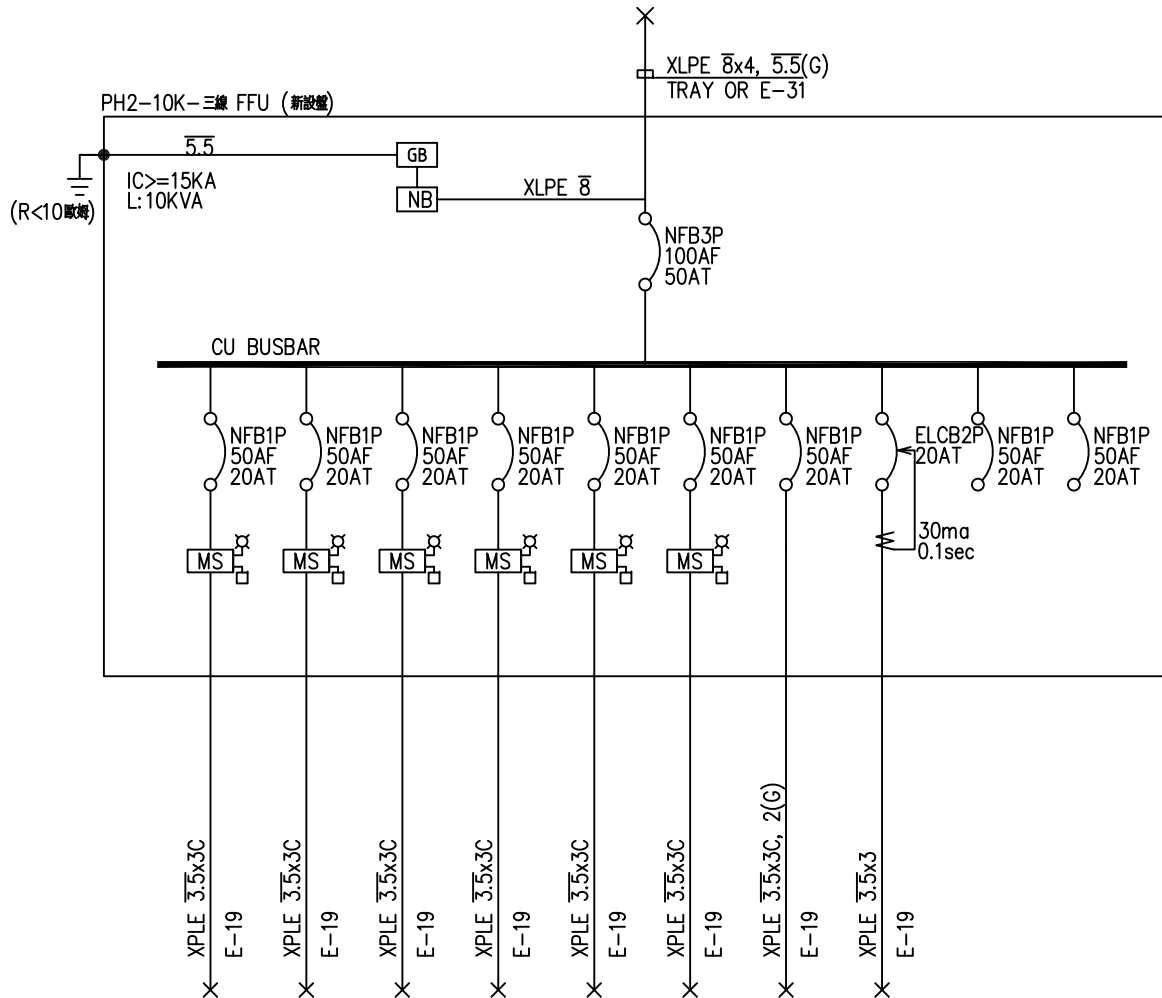 XLPE 8x4, 5.5(G)
TRAY OR E-31
PH2-10K-三線 FFU (新設盤)
5.5
GB
IC>=15KA
L:10KVA
NB
XLPE 8
(R<10歐姆)
NFB3P
100AF
50AT
CU BUSBAR
NFB1P
50AF
20AT
NFB1P
50AF
20AT
NFB1P
50AF
20AT
NFB1P
50AF
20AT
NFB1P
50AF
20AT
NFB1P
50AF
20AT
NFB1P
50AF
20AT
ELCB2P
20AT
NFB1P
50AF
20AT
NFB1P
50AF
20AT
30ma
0.1sec
MS
MS
MS
MS
MS
MS
XPLE 3.5x3C
E-19
XPLE 3.5x3C
E-19
XPLE 3.5x3C
E-19
XPLE 3.5x3C
E-19
XPLE 3.5x3C
E-19
XPLE 3.5x3C
E-19
XPLE 3.5x3C, 2(G)
E-19
XPLE 3.5x3
E-19